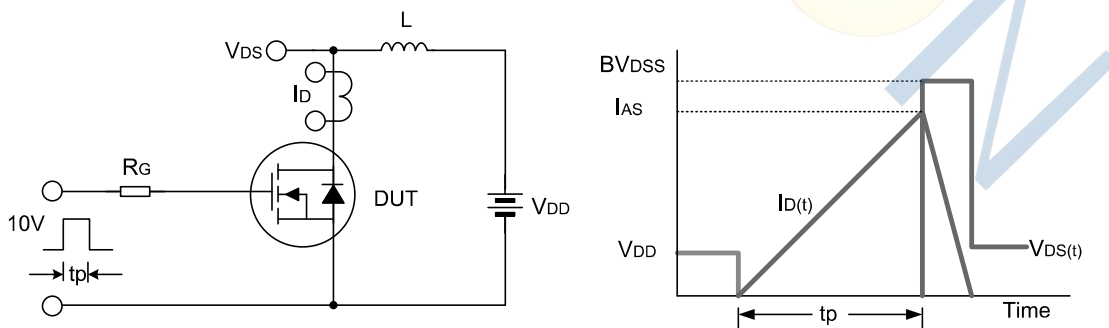 VDS
L
ID
RG
DUT
10V
VDD
tp
BVDSS
IAS
ID(t)
VDD
VDS(t)
Time
tp